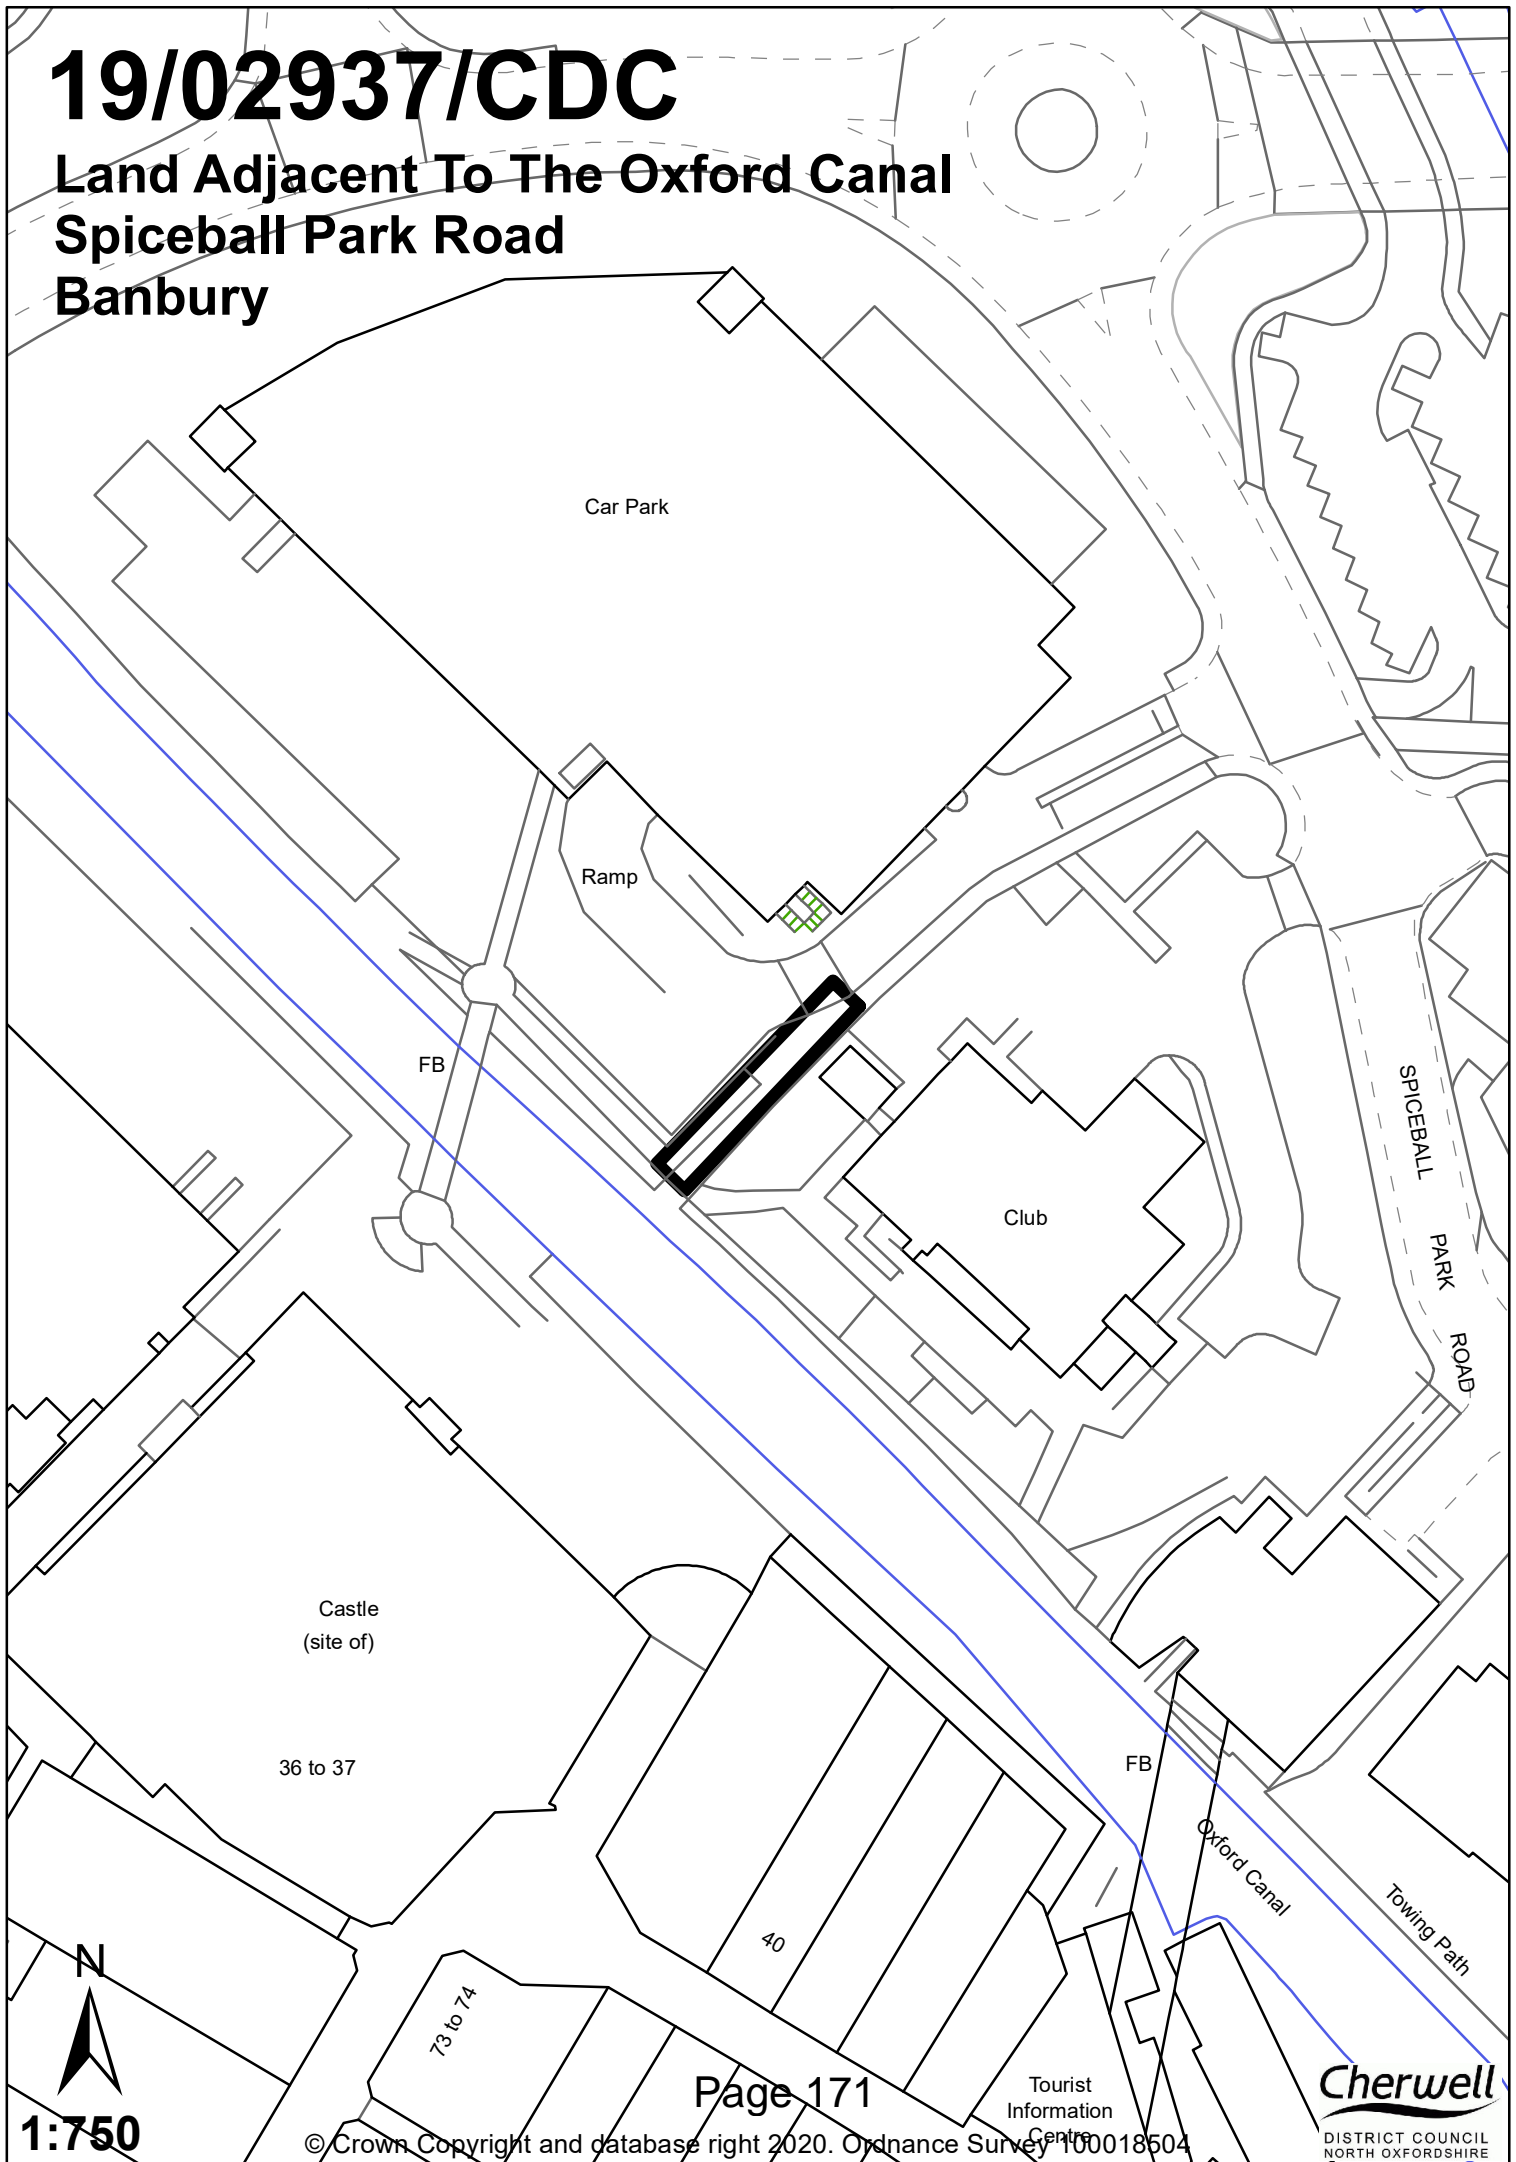 19/02937/CDC
Land Adjacent To The Oxford Canal
Spiceball Park Road
Banbury
Car Park
Ramp
FB
SPICEBALL
PARK
ROAD
Club
Castle
(site of)
36 to 37
FB
Oxford Canal
Towing Path
40
73 to 74
N
1:750
Page 171
Tourist
Information
Centre
© Crown Copyright and database right 2020. Ordnance Survey 100018504
Cherwell
DISTRICT COUNCIL
NORTH OXFORDSHIRE